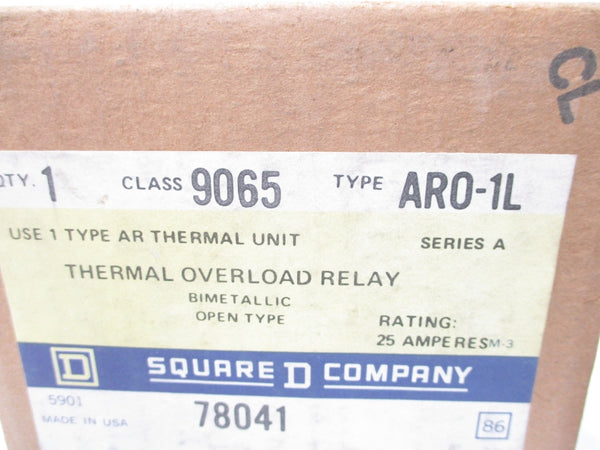 CL
QTY. 1 CLASS 9065 TYPE ARO-1L
USE 1 TYPE AR THERMAL UNIT SERIES A
THERMAL OVERLOAD RELAY
BIMETALLIC
OPEN TYPE
RATING:
25 AMPERES M-3
D SQUARE D COMPANY
5901
MADE IN USA
78041
86